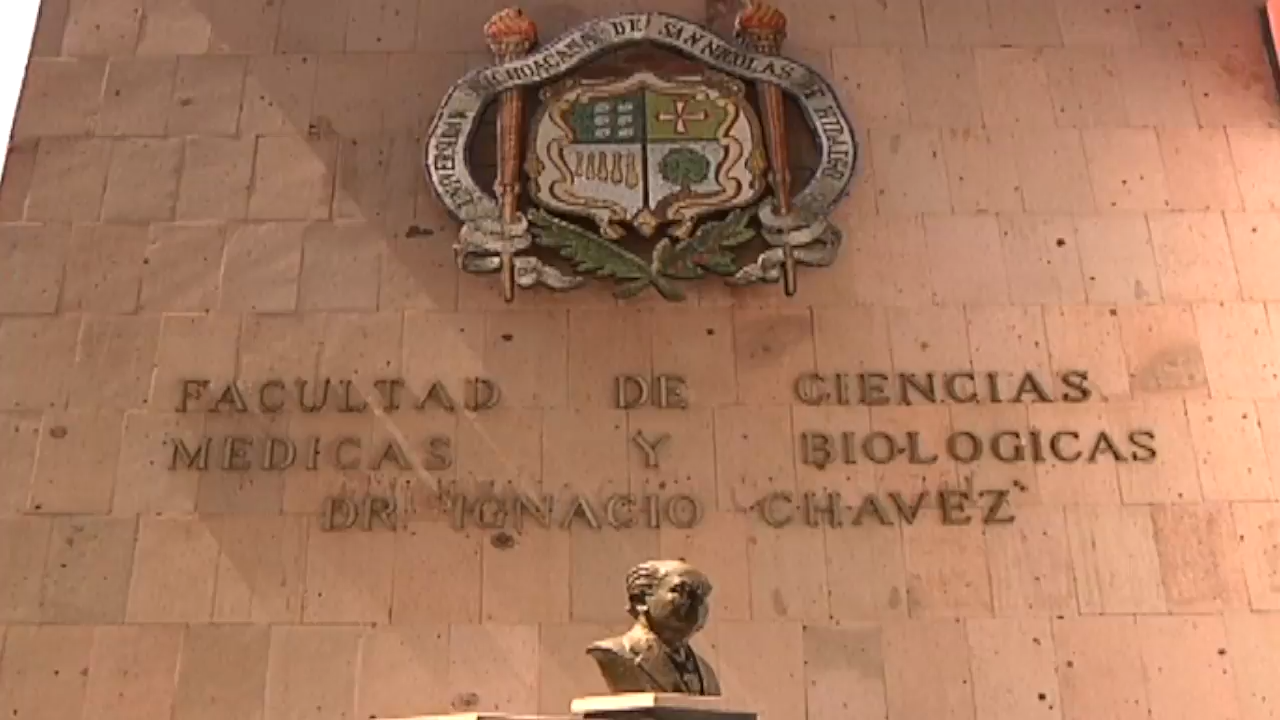 UNIVERSIDAD MICHOACANA DE SAN NICOLAS DE HIDALGO
FACULTAD DE CIENCIAS
MEDICAS Y BIOLOGICAS
DR. "IGNACIO CHAVEZ"